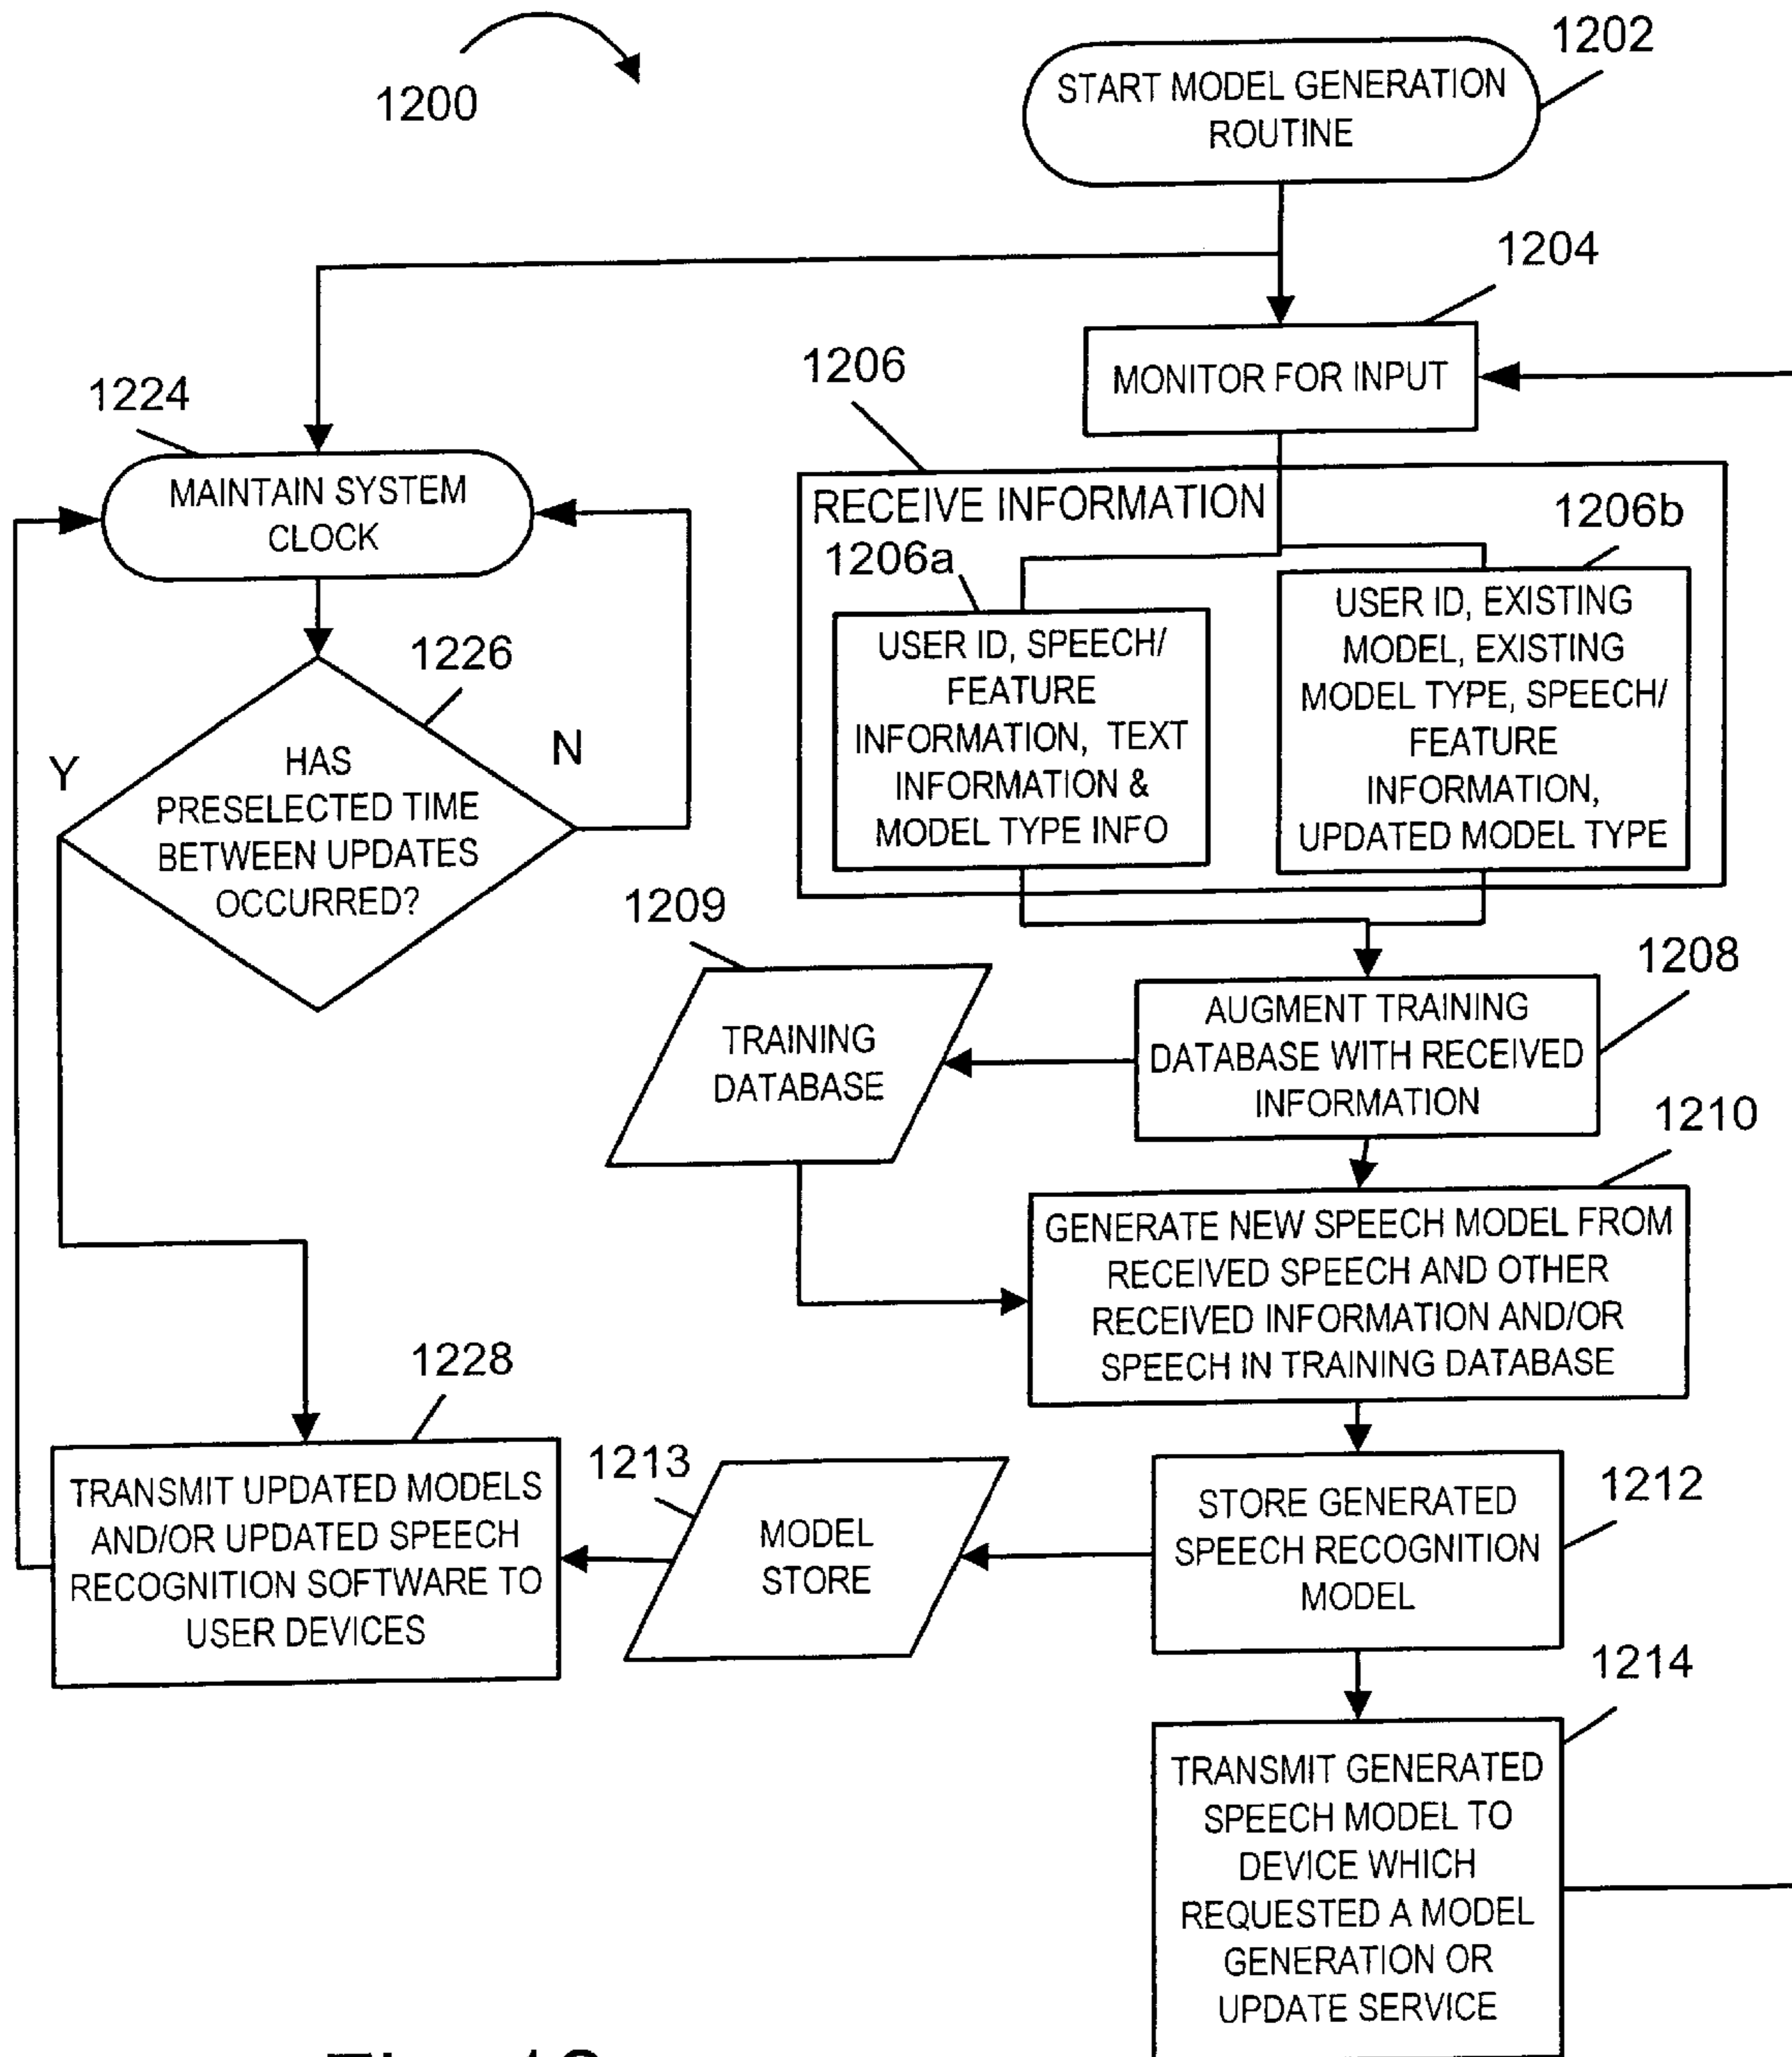 1200
1202
START MODEL GENERATION
ROUTINE
1204
MONITOR FOR INPUT
1224
MAINTAIN SYSTEM
CLOCK
1206
RECEIVE INFORMATION
1206a
USER ID, SPEECH/
FEATURE
INFORMATION, TEXT
INFORMATION &
MODEL TYPE INFO
1206b
USER ID, EXISTING
MODEL, EXISTING
MODEL TYPE, SPEECH/
FEATURE
INFORMATION,
UPDATED MODEL TYPE
1226
Y
N
HAS
PRESELECTED TIME
BETWEEN UPDATES
OCCURRED?
1209
TRAINING
DATABASE
1208
AUGMENT TRAINING
DATABASE WITH RECEIVED
INFORMATION
1210
GENERATE NEW SPEECH MODEL FROM
RECEIVED SPEECH AND OTHER
RECEIVED INFORMATION AND/OR
SPEECH IN TRAINING DATABASE
1228
TRANSMIT UPDATED MODELS
AND/OR UPDATED SPEECH
RECOGNITION SOFTWARE TO
USER DEVICES
1213
MODEL
STORE
1212
STORE GENERATED
SPEECH RECOGNITION
MODEL
1214
TRANSMIT GENERATED
SPEECH MODEL TO
DEVICE WHICH
REQUESTED A MODEL
GENERATION OR
UPDATE SERVICE